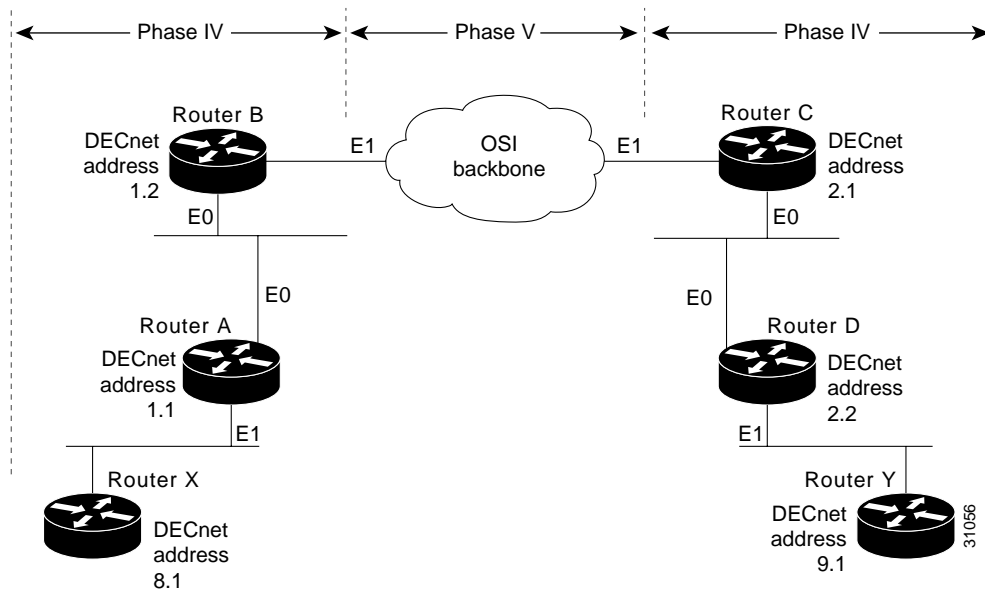 Phase IV
Phase V
Phase IV
Router B
DECnet
address
1.2
E1
OSI
backbone
E1
Router C
DECnet
address
2.1
E0
E0
E0
E0
Router A
DECnet
address
1.1
E1
Router D
DECnet
address
2.2
E1
Router X
DECnet
address
8.1
Router Y
DECnet
address
9.1
31056